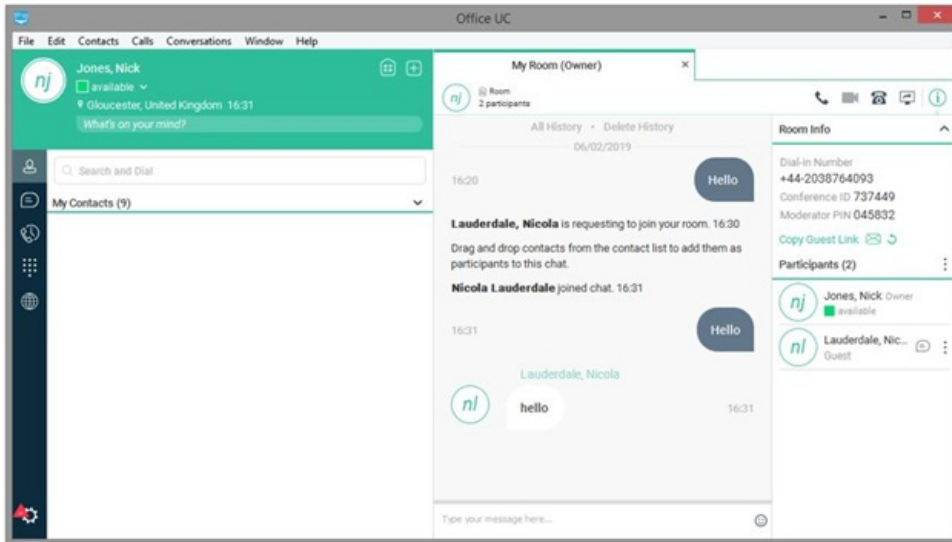 Office UC
File Edit Contacts Calls Conversations Window Help
nj
Jones, Nick
available
Gloucester, United Kingdom 16:31
What's on your mind?
Search and Dial
My Contacts (9)
My Room (Owner)
nj
Room
2 participants
All History • Delete History
06/02/2019
16:20 Hello
Lauderdale, Nicola is requesting to join your room. 16:30
Drag and drop contacts from the contact list to add them as
participants to this chat.
Nicola Lauderdale joined chat. 16:31
16:31 Hello
Lauderdale, Nicola
nl hello 16:31
Type your message here...
Room Info
Dial-in Number
+44-2038764093
Conference ID 737449
Moderator PIN 045832
Copy Guest Link
Participants (2)
nj
Jones, Nick Owner
available
nl
Lauderdale, Nic...
Guest